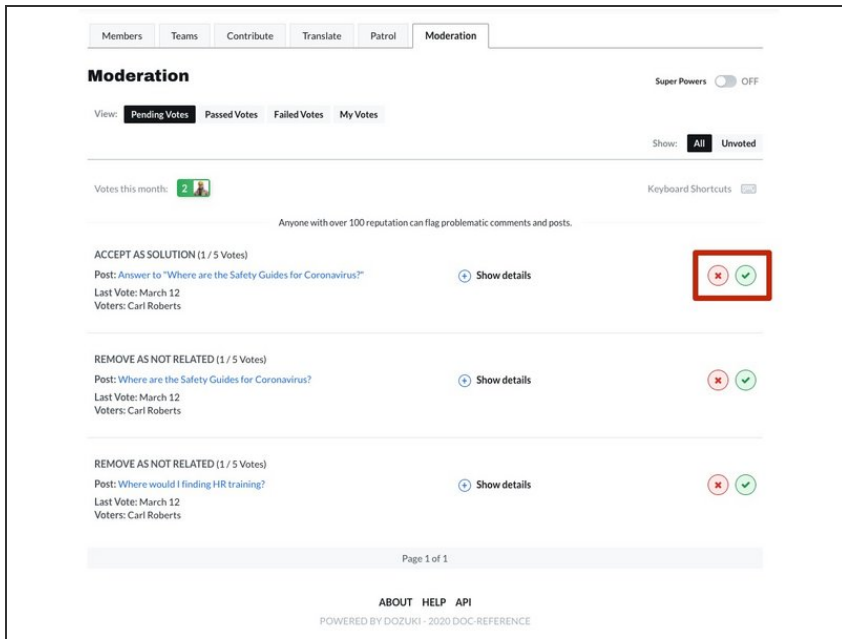 Members Teams Contribute Translate Patrol Moderation
Moderation
Super Powers OFF
View: Pending Votes Passed Votes Failed Votes My Votes
Show: All Unvoted
Votes this month: 2
Keyboard Shortcuts
Anyone with over 100 reputation can flag problematic comments and posts.
ACCEPT AS SOLUTION (1 / 5 Votes)
Post: Answer to "Where are the Safety Guides for Coronavirus?"
Show details
Last Vote: March 12
Voters: Carl Roberts
REMOVE AS NOT RELATED (1 / 5 Votes)
Post: Where are the Safety Guides for Coronavirus?
Show details
Last Vote: March 12
Voters: Carl Roberts
REMOVE AS NOT RELATED (1 / 5 Votes)
Post: Where would I finding HR training?
Show details
Last Vote: March 12
Voters: Carl Roberts
Page 1 of 1
ABOUT HELP API
POWERED BY DOZUKI - 2020 DOC-REFERENCE